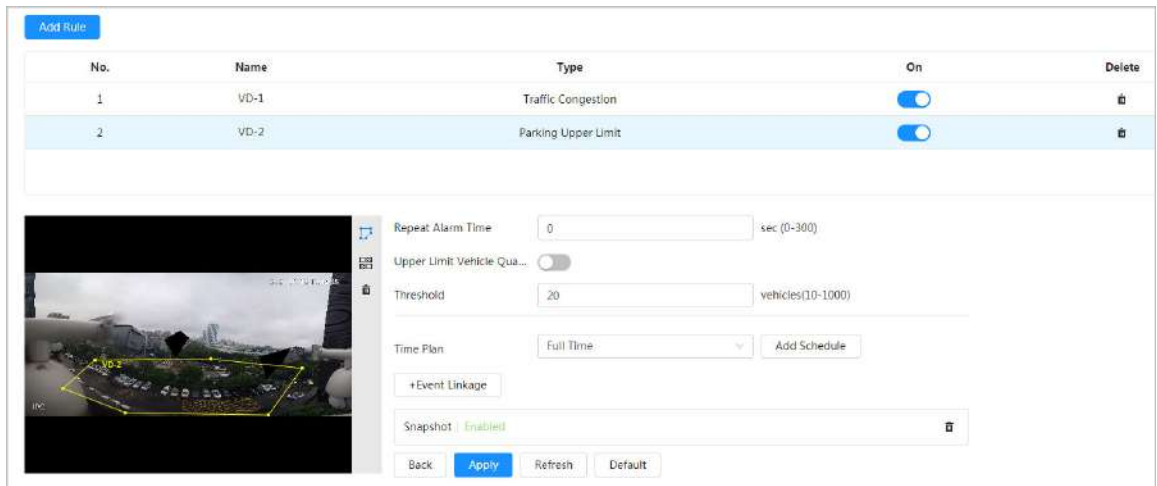 Add Rule
No. Name Type On Delete
1 VD-1 Traffic Congestion
2 VD-2 Parking Upper Limit
Repeat Alarm Time 0 sec (0-300)
Upper Limit Vehicle Qua...
Threshold 20 vehicles(10-1000)
Time Plan Full Time Add Schedule
VD-2
+Event Linkage
IPC
Snapshot | Enabled
Back Apply Refresh Default